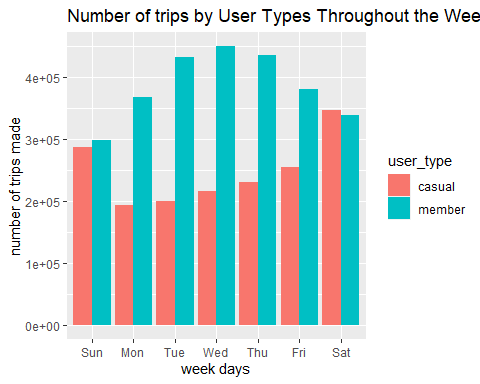 Number of trips by User Types Throughout the Wee
number of trips made
4e+05
3e+05
2e+05
1e+05
0e+00
Sun Mon Tue Wed Thu Fri Sat
week days
user_type
casual
member